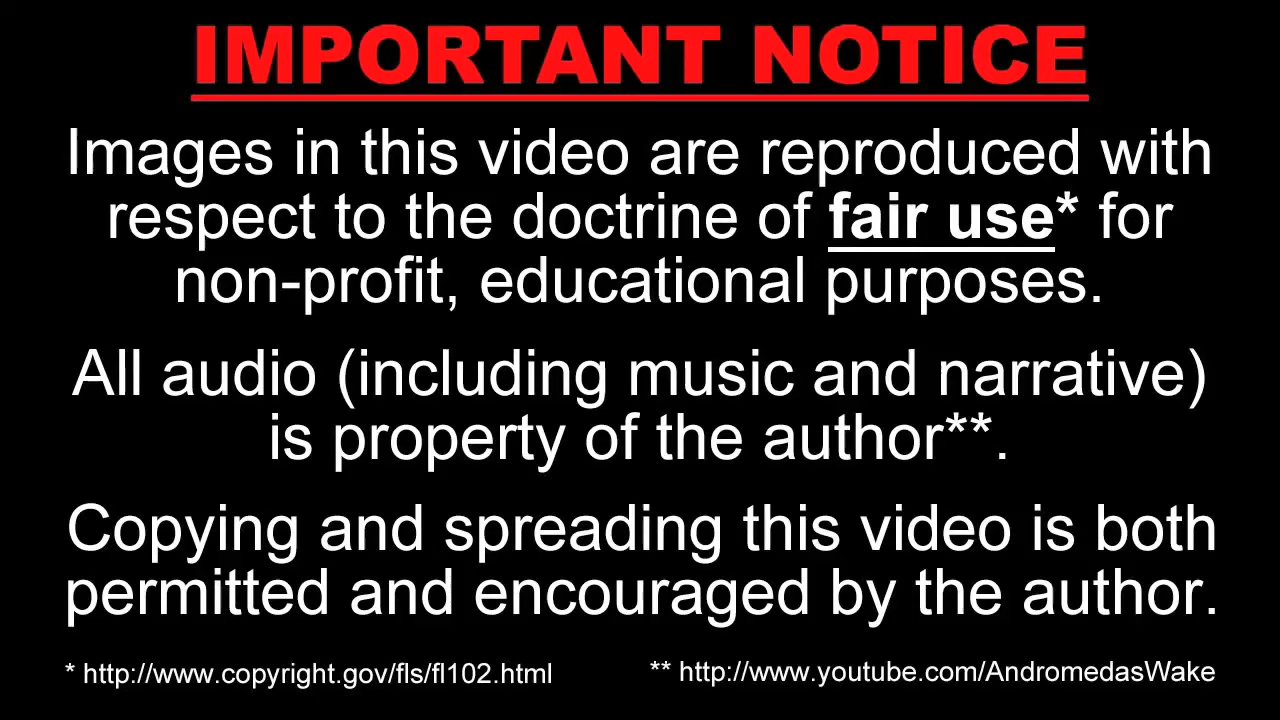 IMPORTANT NOTICE
Images in this video are reproduced with
respect to the doctrine of fair use* for
non-profit, educational purposes.
All audio (including music and narrative)
is property of the author**.
Copying and spreading this video is both
permitted and encouraged by the author.
* http://www.copyright.gov/fls/fl102.html
** http://www.youtube.com/AndromedasWake